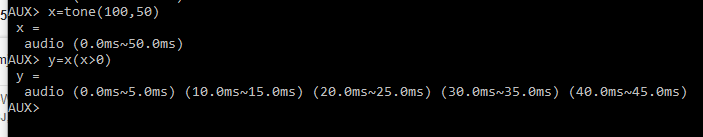 AUX> x=tone(100,50)
x =
audio (0.0ms~50.0ms)
AUX> y=x(x>0)
y =
audio (0.0ms~5.0ms) (10.0ms~15.0ms) (20.0ms~25.0ms) (30.0ms~35.0ms) (40.0ms~45.0ms)
AUX>